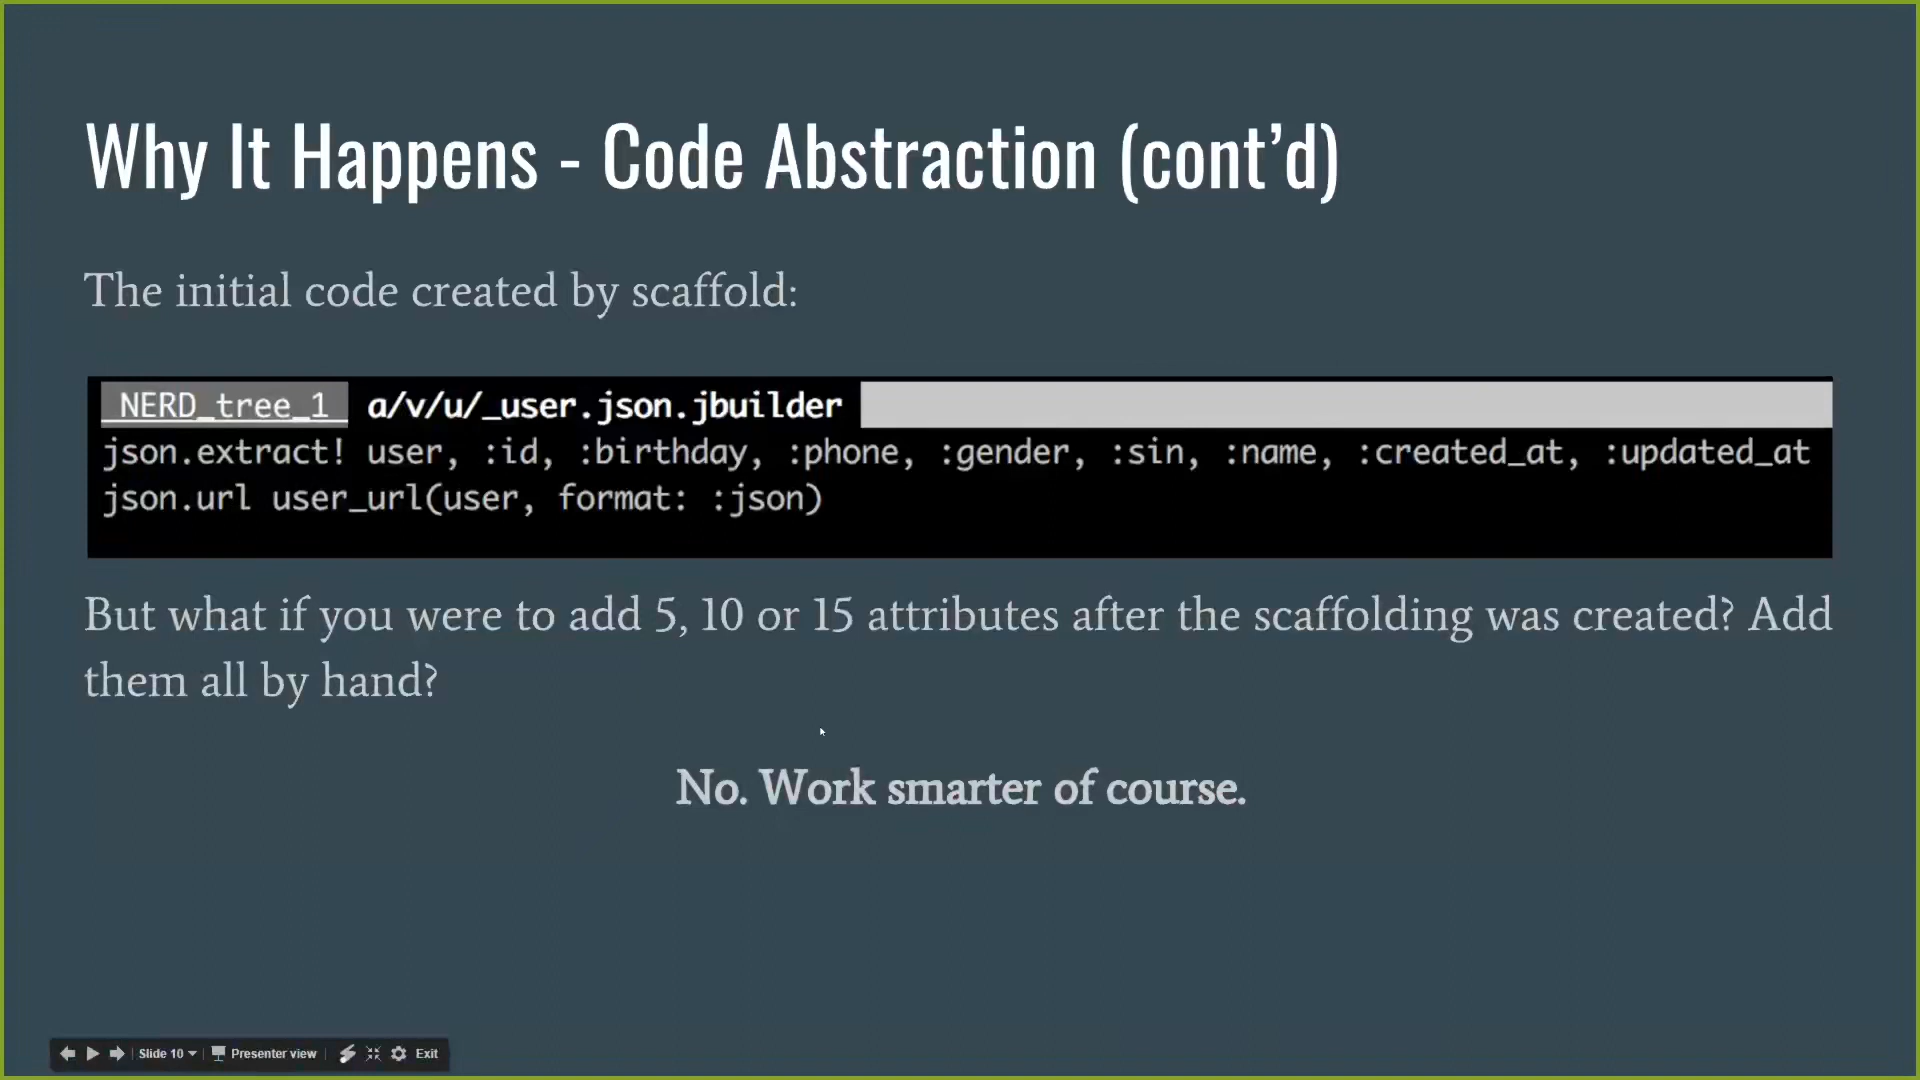 Why It Happens - Code Abstraction (cont’d)
The initial code created by scaffold:
NERD_tree_1 a/v/u/_user.json.jbuilder
json.extract! user, :id, :birthday, :phone, :gender, :sin, :name, :created_at, :updated_at
json.url user_url(user, format: :json)
But what if you were to add 5, 10 or 15 attributes after the scaffolding was created? Add
them all by hand?
No. Work smarter of course.
Slide 10 Presenter view Exit